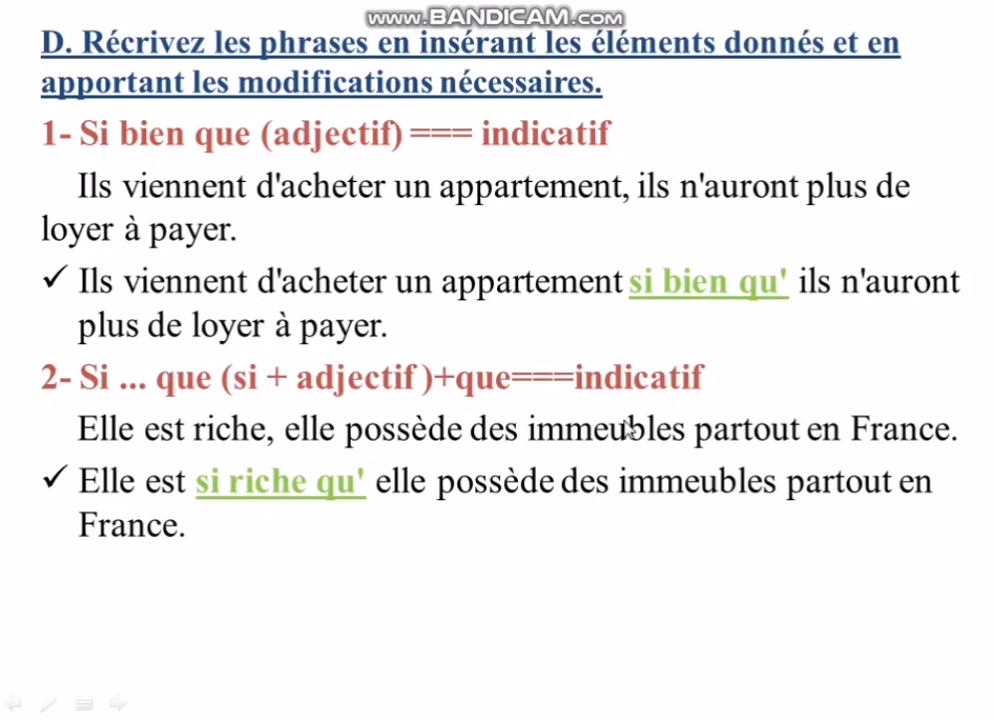 www.BANDICAM.com
D. Récrivez les phrases en insérant les éléments donnés et en
apportant les modifications nécessaires.
1- Si bien que (adjectif) === indicatif
Ils viennent d'acheter un appartement, ils n'auront plus de
loyer à payer.
✓ Ils viennent d'acheter un appartement si bien qu' ils n'auront
plus de loyer à payer.
2- Si ... que (si + adjectif )+que===indicatif
Elle est riche, elle possède des immeubles partout en France.
✓ Elle est si riche qu' elle possède des immeubles partout en
France.